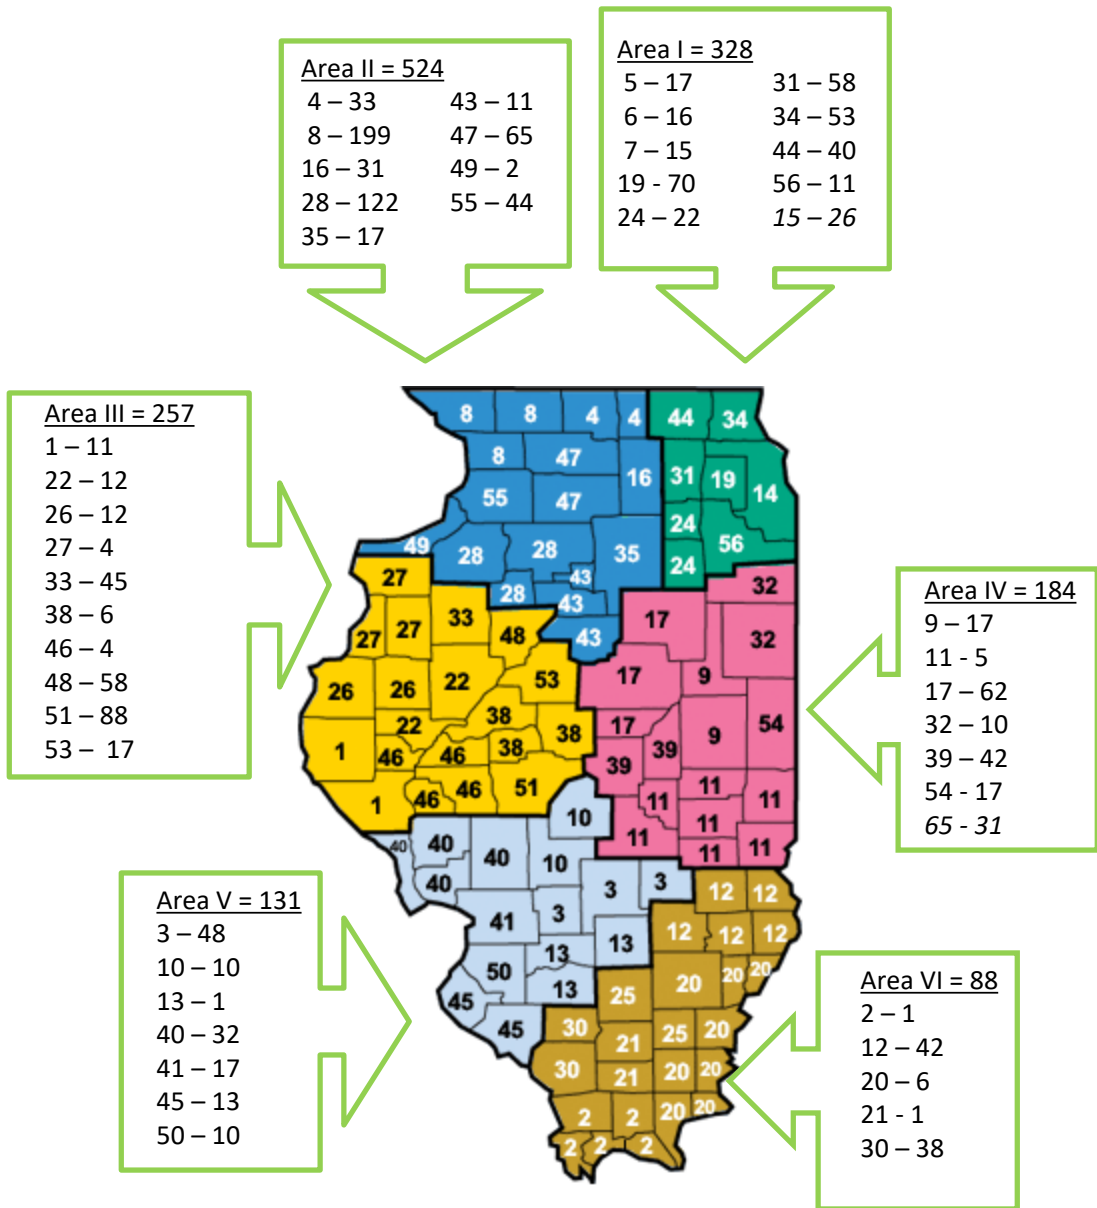 Area II = 524
4 – 33 43 – 11
8 – 199 47 – 65
16 – 31 49 – 2
28 – 122 55 – 44
35 – 17
Area I = 328
5 – 17 31 – 58
6 – 16 34 – 53
7 – 15 44 – 40
19 - 70 56 – 11
24 – 22 15 – 26
Area III = 257
1 – 11
22 – 12
26 – 12
27 – 4
33 – 45
38 – 6
46 – 4
48 – 58
51 – 88
53 – 17
Area IV = 184
9 – 17
11 - 5
17 – 62
32 – 10
39 – 42
54 - 17
65 - 31
Area V = 131
3 – 48
10 – 10
13 – 1
40 – 32
41 – 17
45 – 13
50 – 10
Area VI = 88
2 – 1
12 – 42
20 – 6
21 - 1
30 – 38
8 8 4 4 44 34
8 47 16 31 19 14
55 47 24
49 28 28 35 56
27 43 24 32
28 43
27 27 33 48 43 17 32
26 26 22 53 17 9
22 38 38 17 54
1 46 46 38 39 39 9
1 46 46 51 11 11 11
10 11 11
40 40 40 10 11 11
40 3 3 12 12
41 3 13 12 12 12
13
50 13 20 20 20
45 25
45 30 21 25 20
30 21 20 20
2 2 20 20
2 2 2